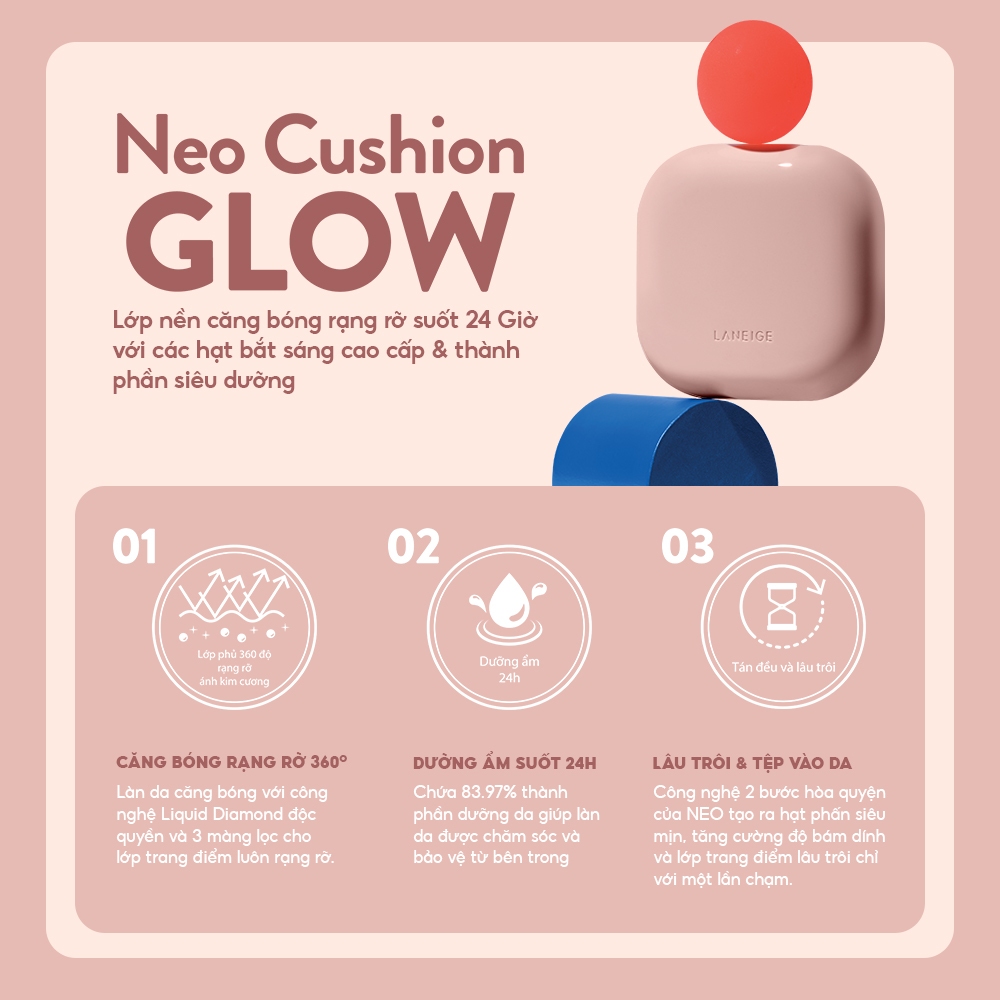 Neo Cushion
GLOW
Lớp nền căng bóng rạng rỡ suốt 24 Giờ
với các hạt bắt sáng cao cấp & thành
phần siêu dưỡng
LANEIGE
01
Lớp phủ 360 độ
rạng rỡ
ánh kim cương
02
Dưỡng ẩm
24h
03
Tán đều và lâu trôi
CĂNG BÓNG RẠNG RỠ 360°
Làn da căng bóng với công
nghệ Liquid Diamond độc
quyền và 3 màng lọc cho
lớp trang điểm luôn rạng rỡ.
DƯỠNG ẨM SUỐT 24H
Chứa 83.97% thành
phần dưỡng da giúp làn
da được chăm sóc và
bảo vệ từ bên trong
LÂU TRÔI & TỆP VÀO DA
Công nghệ 2 bước hòa quyện
của NEO tạo ra hạt phấn siêu
mịn, tăng cường độ bám dính
và lớp trang điểm lâu trôi chỉ
với một lần chạm.